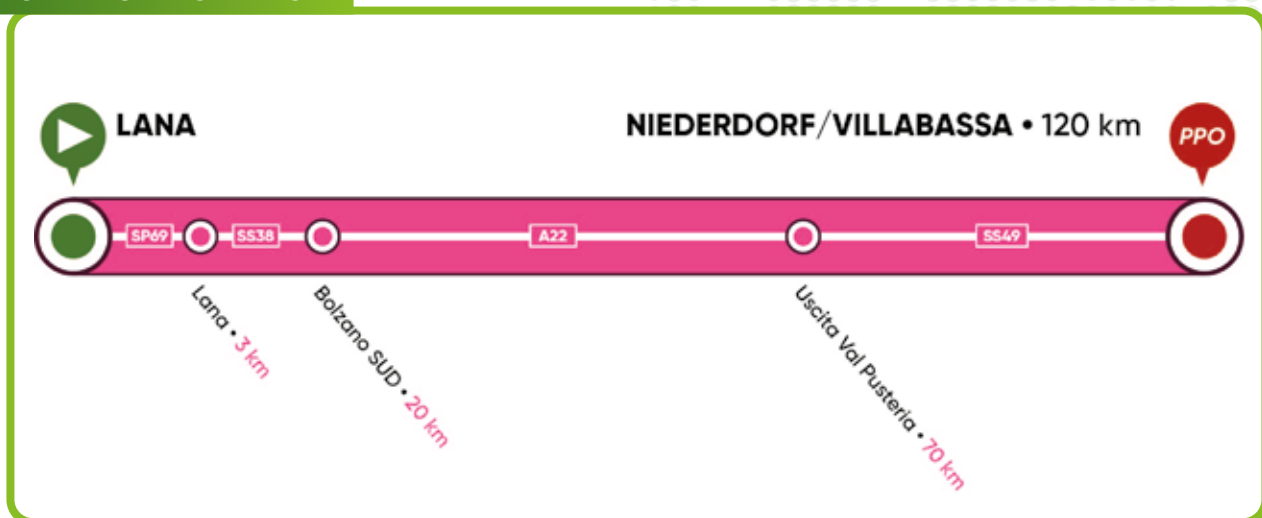 LANA
NIEDERDORF/VILLABASSA • 120 km
PPO
SP69
SS38
A22
SS49
Lana • 3 km
Bolzano SUD • 20 km
Uscita Val Pusteria • 70 km